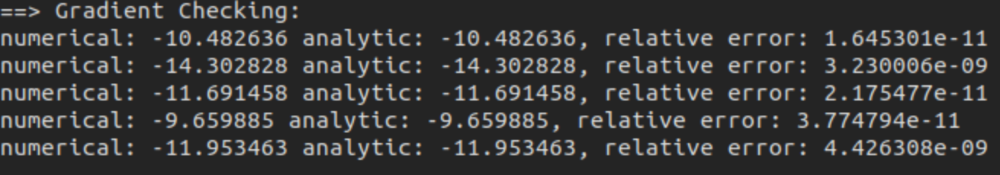 ==> Gradient Checking:
numerical: -10.482636 analytic: -10.482636, relative error: 1.645301e-11
numerical: -14.302828 analytic: -14.302828, relative error: 3.230006e-09
numerical: -11.691458 analytic: -11.691458, relative error: 2.175477e-11
numerical: -9.659885 analytic: -9.659885, relative error: 3.774794e-11
numerical: -11.953463 analytic: -11.953463, relative error: 4.426308e-09